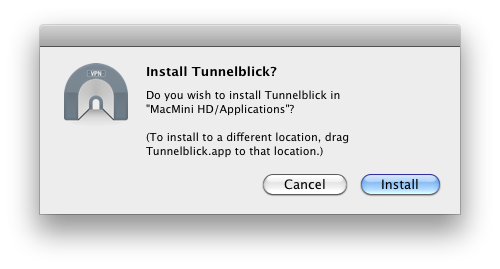 VPN
Install Tunnelblick?
Do you wish to install Tunnelblick in
"MacMini HD/Applications"?
(To install to a different location, drag
Tunnelblick.app to that location.)
Cancel
Install